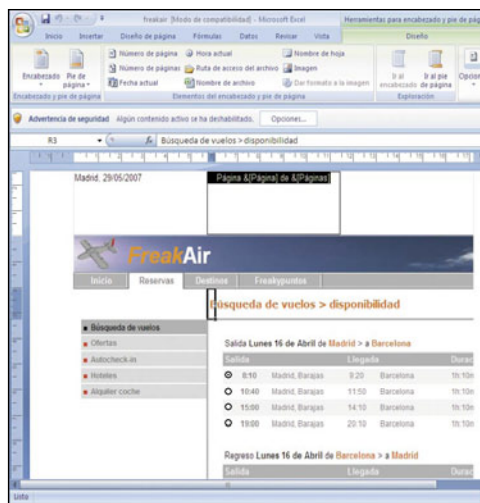 freakair [Modo de compatibilidad] - Microsoft Excel
Herramientas para encabezado y pie de pág
Inicio Insertar Diseño de página Fórmulas Datos Revisar Vista Diseño
Encabezado Pie de página
Número de página
Número de páginas
Fecha actual
Hora actual
Ruta de acceso del archivo
Nombre de archivo
Nombre de hoja
Imagen
Dar formato a la imagen
Ir al encabezado
Ir al pie de página
Opcion
Encabezado y pie de página Elementos del encabezado y pie de página Exploración
Advertencia de seguridad Algún contenido activo se ha deshabilitado. Opciones...
R3 fx Búsqueda de vuelos > disponibilidad
Madrid, 29/05/2007 Página &[Página] de &[Páginas]
FreakAir
Inicio Reservas Destinos Freakypuntos
Búsqueda de vuelos > disponibilidad
Búsqueda de vuelos
Ofertas
Autocheck-in
Hoteles
Alquiler coche
Salida Lunes 16 de Abril de Madrid > a Barcelona
Salida Llegada Durac
8:10 Madrid, Barajas 9:20 Barcelona 1h:10m
10:40 Madrid, Barajas 11:50 Barcelona 1h:10m
15:00 Madrid, Barajas 14:10 Barcelona 1h:10m
19:00 Madrid, Barajas 20:10 Barcelona 1h:10m
Regreso Lunes 16 de Abril de Barcelona > a Madrid
Salida Llegada Durac
Listo